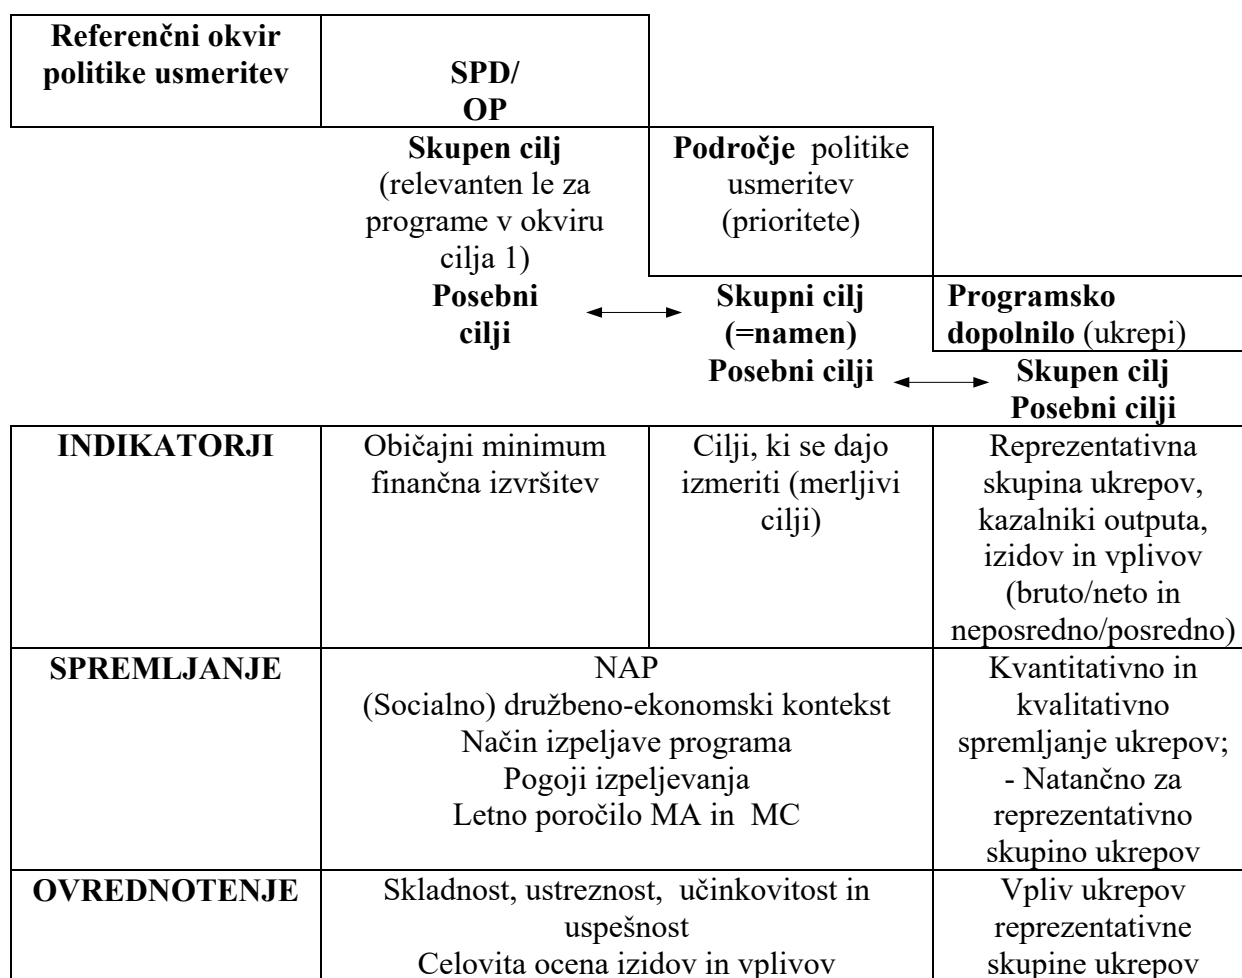 Referenčni okvir
politike usmeritev
SPD/
OP
Skupen cilj
(relevanten le za
programe v okviru
cilja 1)
Posebni
cilji
Področje politike
usmeritev
(prioritete)
Skupni cilj
(=namen)
Posebni cilji
Programsko
dopolnilo (ukrepi)
Skupen cilj
Posebni cilji
INDIKATORJI
Običajni minimum
finančna izvršitev
Cilji, ki se dajo
izmeriti (merljivi
cilji)
Reprezentativna
skupina ukrepov,
kazalniki outputa,
izidov in vplivov
(bruto/neto in
neposredno/posredno)
SPREMLJANJE
NAP
(Socialno) družbeno-ekonomski kontekst
Način izpeljave programa
Pogoji izpeljevanja
Letno poročilo MA in MC
Kvantitativno in
kvalitativno
spremljanje ukrepov;
- Natančno za
reprezentativno
skupino ukrepov
OVREDNOTENJE
Skladnost, ustreznost, učinkovitost in
uspešnost
Celovita ocena izidov in vplivov
Vpliv ukrepov
reprezentativne
skupine ukrepov